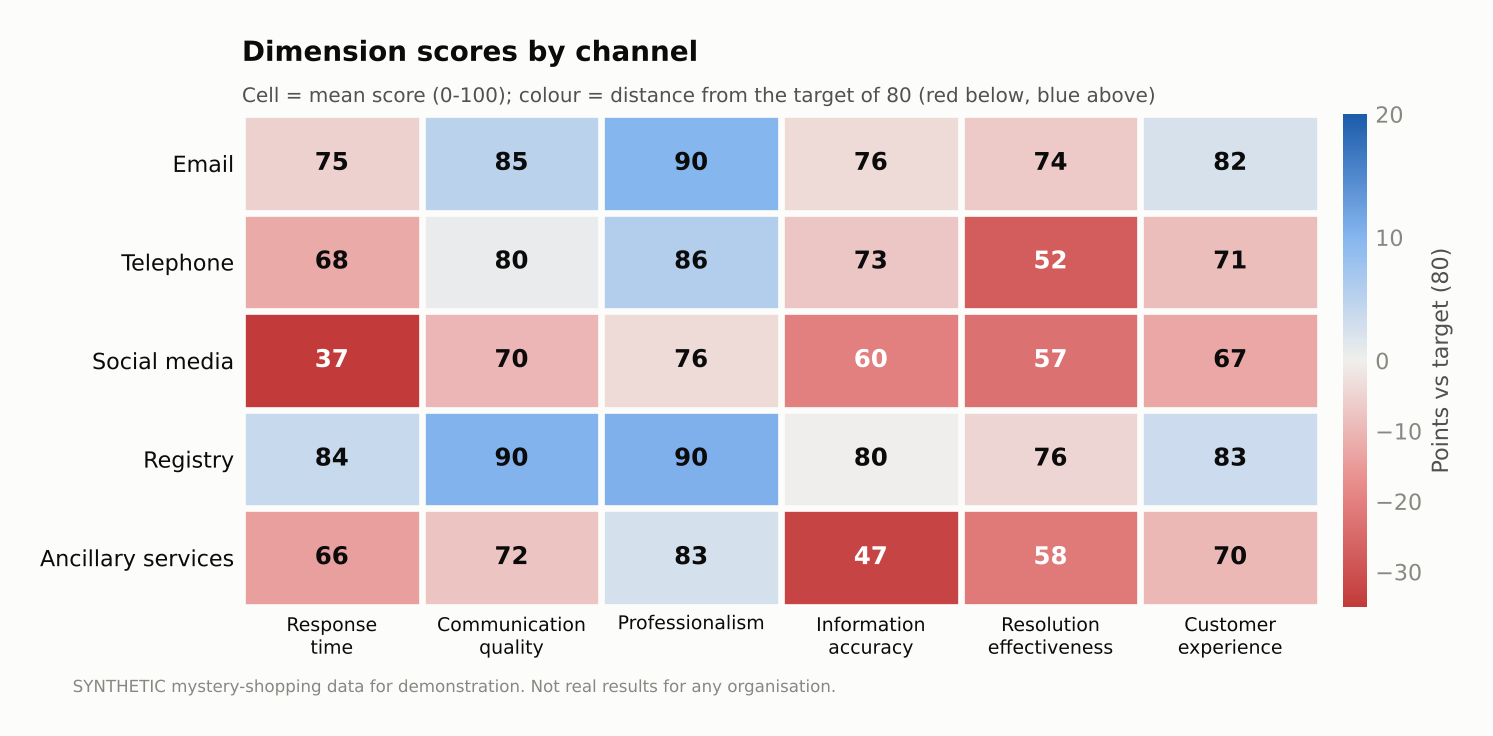 Dimension scores by channel
Cell = mean score (0-100); colour = distance from the target of 80 (red below, blue above)
Email 75 85 90 76 74 82
Telephone 68 80 86 73 52 71
Social media 37 70 76 60 57 67
Registry 84 90 90 80 76 83
Ancillary services 66 72 83 47 58 70
Response time
Communication quality
Professionalism
Information accuracy
Resolution effectiveness
Customer experience
20
10
0
−10
−20
−30
Points vs target (80)
SYNTHETIC mystery-shopping data for demonstration. Not real results for any organisation.